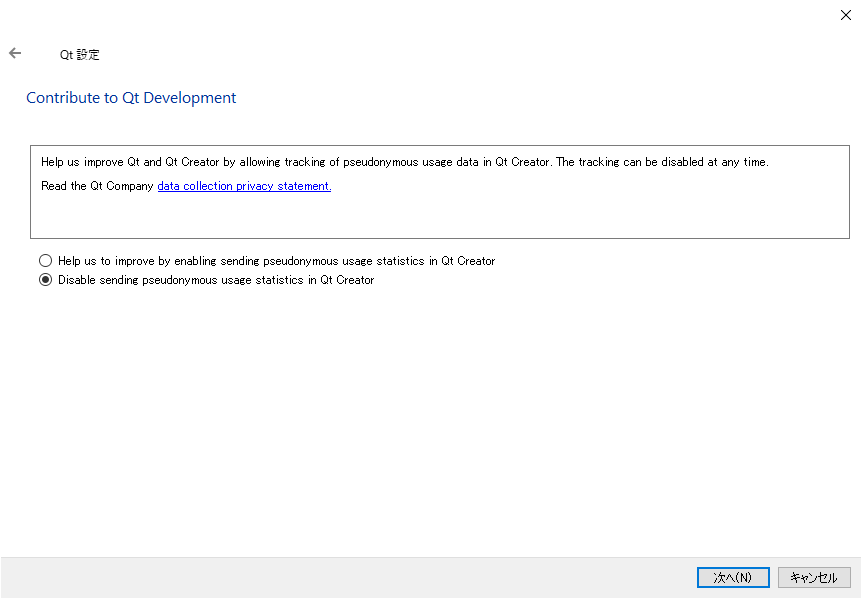 Qt 設定
Contribute to Qt Development
Help us improve Qt and Qt Creator by allowing tracking of pseudonymous usage data in Qt Creator. The tracking can be disabled at any time.
Read the Qt Company data collection privacy statement.
Help us to improve by enabling sending pseudonymous usage statistics in Qt Creator
Disable sending pseudonymous usage statistics in Qt Creator
次へ(N) キャンセル